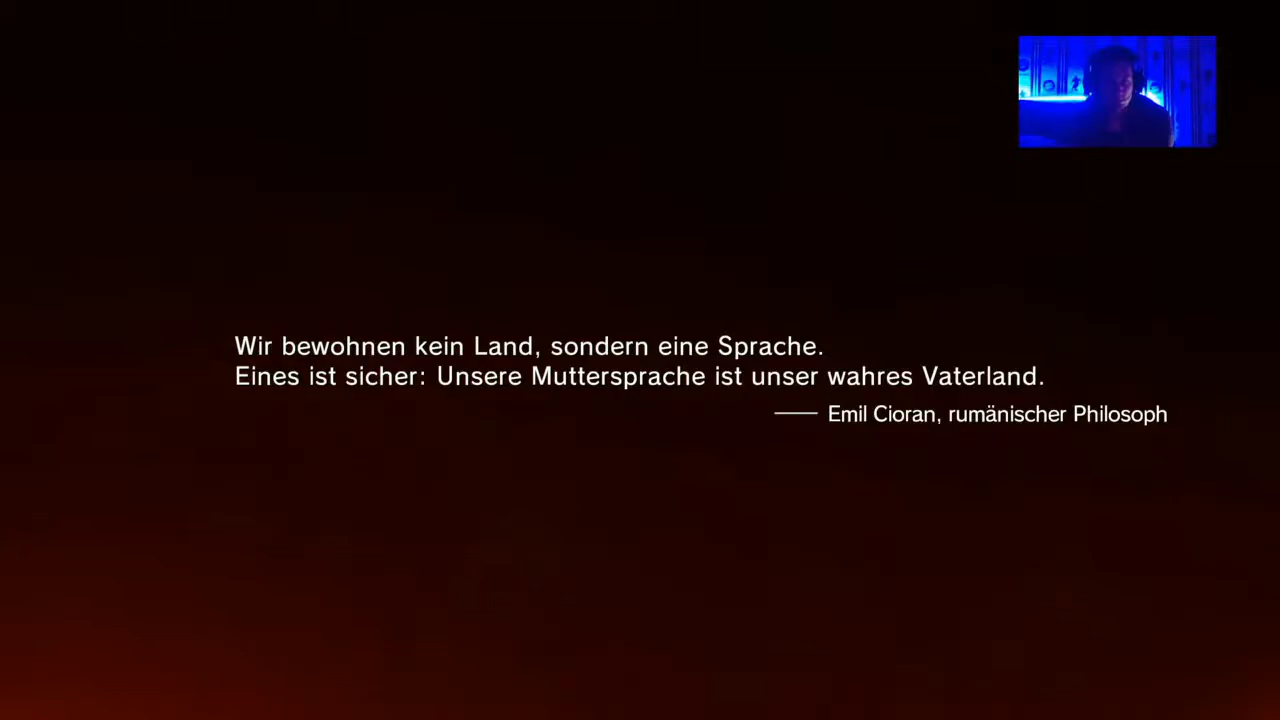 Wir bewohnen kein Land, sondern eine Sprache.
Eines ist sicher: Unsere Muttersprache ist unser wahres Vaterland.
—— Emil Cioran, rumänischer Philosoph